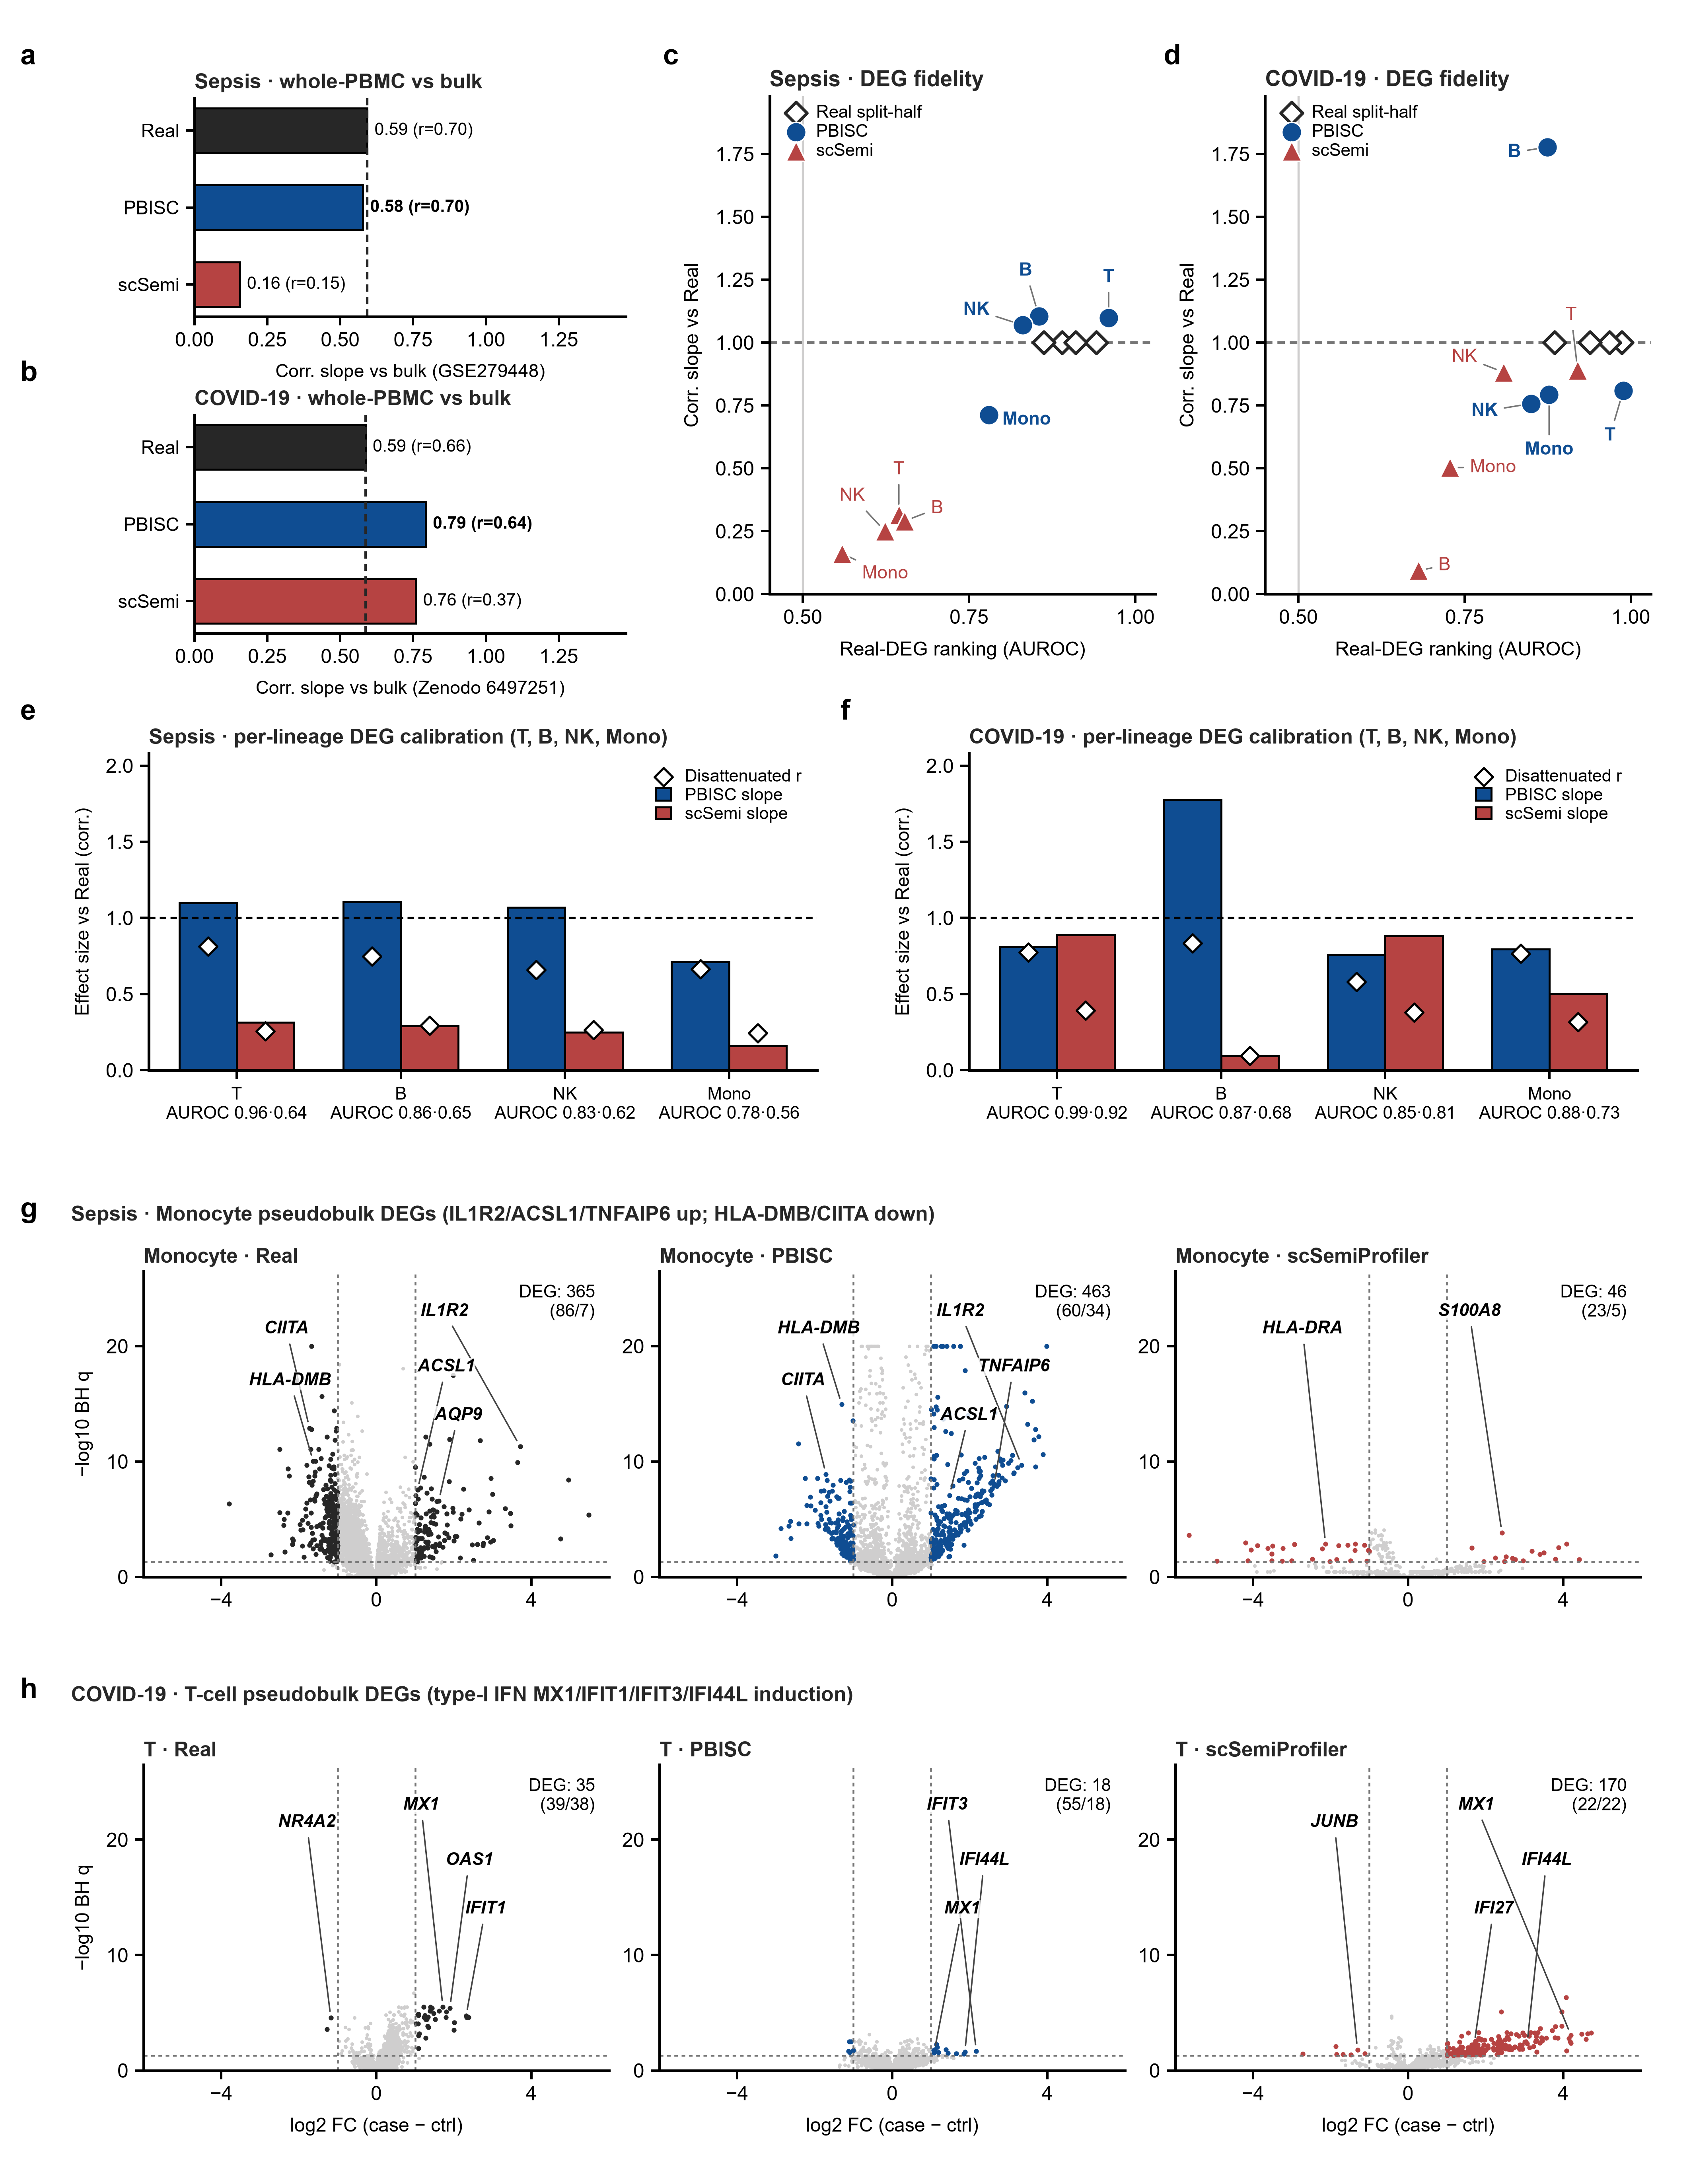 a
Sepsis · whole-PBMC vs bulk
Real
0.59 (r=0.70)
PBISC
0.58 (r=0.70)
scSemi
0.16 (r=0.15)
0.00 0.25 0.50 0.75 1.00 1.25
Corr. slope vs bulk (GSE279448)
b
COVID-19 · whole-PBMC vs bulk
Real
0.59 (r=0.66)
PBISC
0.79 (r=0.64)
scSemi
0.76 (r=0.37)
0.00 0.25 0.50 0.75 1.00 1.25
Corr. slope vs bulk (Zenodo 6497251)
c
Sepsis · DEG fidelity
Real split-half
PBISC
scSemi
Corr. slope vs Real
1.75
1.50
1.25
1.00
0.75
0.50
0.25
0.00
B
T
NK
Mono
T
NK
B
Mono
0.50 0.75 1.00
Real-DEG ranking (AUROC)
d
COVID-19 · DEG fidelity
Real split-half
PBISC
scSemi
Corr. slope vs Real
1.75
1.50
1.25
1.00
0.75
0.50
0.25
0.00
B
T
NK
NK
T
Mono
Mono
B
0.50 0.75 1.00
Real-DEG ranking (AUROC)
e
Sepsis · per-lineage DEG calibration (T, B, NK, Mono)
Disattenuated r
PBISC slope
scSemi slope
Effect size vs Real (corr.)
2.0
1.5
1.0
0.5
0.0
T B NK Mono
AUROC 0.96·0.64 AUROC 0.86·0.65 AUROC 0.83·0.62 AUROC 0.78·0.56
f
COVID-19 · per-lineage DEG calibration (T, B, NK, Mono)
Disattenuated r
PBISC slope
scSemi slope
Effect size vs Real (corr.)
2.0
1.5
1.0
0.5
0.0
T B NK Mono
AUROC 0.99·0.92 AUROC 0.87·0.68 AUROC 0.85·0.81 AUROC 0.88·0.73
g
Sepsis · Monocyte pseudobulk DEGs (IL1R2/ACSL1/TNFAIP6 up; HLA-DMB/CIITA down)
Monocyte · Real
DEG: 365
(86/7)
IL1R2
CIITA
ACSL1
HLA-DMB
AQP9
−log10 BH q
20
10
0
−4 0 4
Monocyte · PBISC
DEG: 463
(60/34)
IL1R2
HLA-DMB
TNFAIP6
CIITA
ACSL1
20
10
0
−4 0 4
Monocyte · scSemiProfiler
DEG: 46
(23/5)
S100A8
HLA-DRA
20
10
0
−4 0 4
h
COVID-19 · T-cell pseudobulk DEGs (type-I IFN MX1/IFIT1/IFIT3/IFI44L induction)
T · Real
DEG: 35
(39/38)
MX1
NR4A2
OAS1
IFIT1
−log10 BH q
20
10
0
−4 0 4
log2 FC (case − ctrl)
T · PBISC
DEG: 18
(55/18)
IFIT3
IFI44L
MX1
20
10
0
−4 0 4
log2 FC (case − ctrl)
T · scSemiProfiler
DEG: 170
(22/22)
MX1
JUNB
IFI44L
IFI27
20
10
0
−4 0 4
log2 FC (case − ctrl)